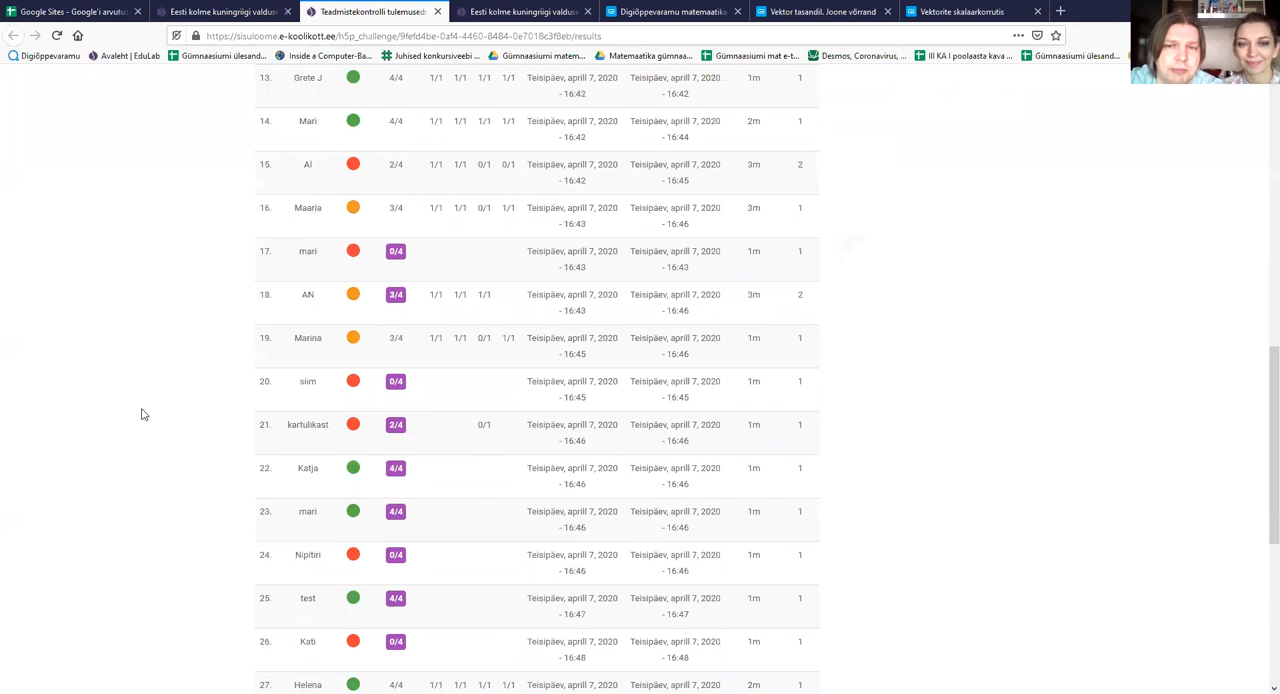 Google Sites - Google'i arvutus
Eesti kolme kuningriigi valduse
Teadmistekontrolli tulemused
Eesti kolme kuningriigi valduse
Digiõppevaramu matemaatika
Vektor tasandil. Joone võrrand
Vektorite skalaarkorrutis
https://sisuloome.e-koolikott.ee/h5p_challenge/9fefd4be-0af4-4460-8484-0e7018c3f8eb/results
Digiõppevaramu
Avaleht | EduLab
Gümnaasiumi ülesand...
Inside a Computer-Ba...
Juhised konkursiveebi ...
Gümnaasiumi matem...
Matemaatika gümnaa...
Gümnaasiumi mat e-t...
Desmos, Coronavirus, ...
III KA I poolaasta kava ...
Gümnaasiumi ülesand...
13. Grete J 4/4 1/1 1/1 1/1 1/1 Teisipäev, aprill 7, 2020 Teisipäev, aprill 7, 2020 1m 1
- 16:42 - 16:42
14. Mari 4/4 1/1 1/1 1/1 1/1 Teisipäev, aprill 7, 2020 Teisipäev, aprill 7, 2020 2m 1
- 16:42 - 16:44
15. Al 2/4 1/1 1/1 0/1 0/1 Teisipäev, aprill 7, 2020 Teisipäev, aprill 7, 2020 3m 2
- 16:42 - 16:45
16. Maarja 3/4 1/1 1/1 0/1 1/1 Teisipäev, aprill 7, 2020 Teisipäev, aprill 7, 2020 3m 1
- 16:43 - 16:46
17. mari 0/4 Teisipäev, aprill 7, 2020 Teisipäev, aprill 7, 2020 1m 1
- 16:43 - 16:43
18. AN 3/4 1/1 1/1 1/1 Teisipäev, aprill 7, 2020 Teisipäev, aprill 7, 2020 3m 2
- 16:43 - 16:46
19. Marina 3/4 1/1 1/1 0/1 1/1 Teisipäev, aprill 7, 2020 Teisipäev, aprill 7, 2020 1m 1
- 16:45 - 16:46
20. siim 0/4 Teisipäev, aprill 7, 2020 Teisipäev, aprill 7, 2020 1m 1
- 16:45 - 16:45
21. kartulikast 2/4 0/1 Teisipäev, aprill 7, 2020 Teisipäev, aprill 7, 2020 1m 1
- 16:46 - 16:46
22. Katja 4/4 Teisipäev, aprill 7, 2020 Teisipäev, aprill 7, 2020 1m 1
- 16:46 - 16:46
23. mari 4/4 Teisipäev, aprill 7, 2020 Teisipäev, aprill 7, 2020 1m 1
- 16:46 - 16:46
24. Nipitiri 0/4 Teisipäev, aprill 7, 2020 Teisipäev, aprill 7, 2020 1m 1
- 16:46 - 16:46
25. test 4/4 Teisipäev, aprill 7, 2020 Teisipäev, aprill 7, 2020 1m 1
- 16:47 - 16:47
26. Kati 0/4 Teisipäev, aprill 7, 2020 Teisipäev, aprill 7, 2020 1m 1
- 16:48 - 16:48
27. Helena 4/4 1/1 1/1 1/1 1/1 Teisipäev, aprill 7, 2020 Teisipäev, aprill 7, 2020 2m 1